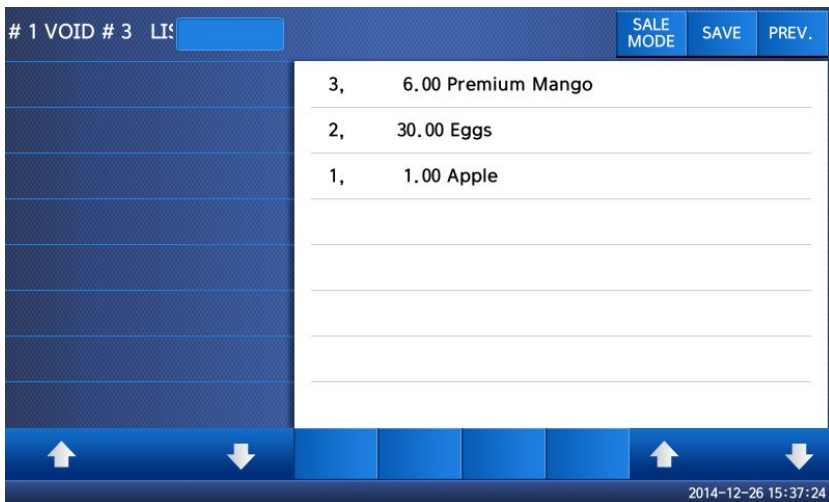 # 1 VOID # 3 LIS
SALE MODE
SAVE
PREV.
3, 6.00 Premium Mango
2, 30.00 Eggs
1, 1.00 Apple
2014-12-26 15:37:24